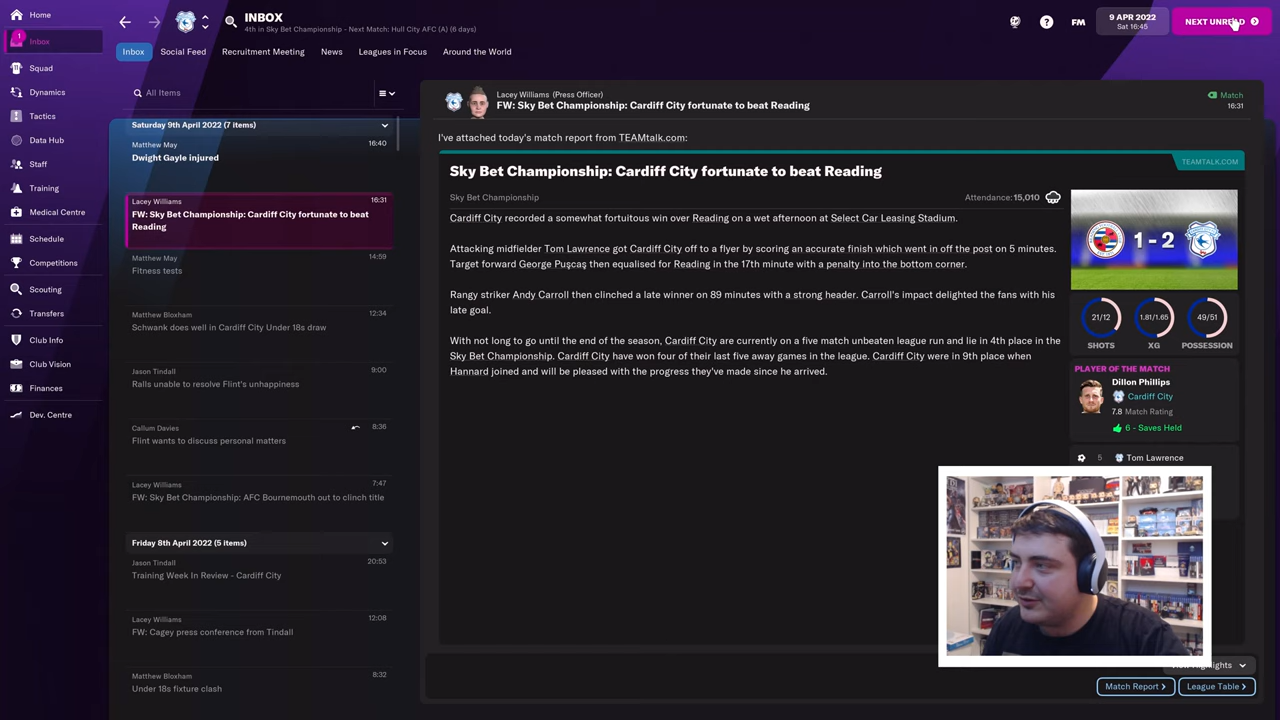 Home
INBOX
4th in Sky Bet Championship - Next Match: Hull City AFC (A) (6 days)
FM
9 APR 2022
Sat 16:45
NEXT UNREAD
1
Inbox
Squad
Dynamics
Tactics
Data Hub
Staff
Training
Medical Centre
Schedule
Competitions
Scouting
Transfers
Club Info
Club Vision
Finances
Dev. Centre
Inbox
Social Feed
Recruitment Meeting
News
Leagues in Focus
Around the World
All Items
Saturday 9th April 2022 (7 items)
Matthew May
16:40
Dwight Gayle injured
Lacey Williams
16:31
FW: Sky Bet Championship: Cardiff City fortunate to beat
Reading
Matthew May
14:59
Fitness tests
Matthew Bloxham
12:34
Schwank does well in Cardiff City Under 18s draw
Jason Tindall
9:00
Ralls unable to resolve Flint's unhappiness
Callum Davies
8:36
Flint wants to discuss personal matters
Lacey Williams
7:47
FW: Sky Bet Championship: AFC Bournemouth out to clinch title
Friday 8th April 2022 (5 items)
Jason Tindall
20:53
Training Week In Review - Cardiff City
Lacey Williams
12:08
FW: Cagey press conference from Tindall
Matthew Bloxham
8:32
Under 18s fixture clash
Lacey Williams (Press Officer)
FW: Sky Bet Championship: Cardiff City fortunate to beat Reading
Match
16:31
I've attached today's match report from TEAMtalk.com:
TEAMTALK.COM
Sky Bet Championship: Cardiff City fortunate to beat Reading
Sky Bet Championship
Attendance: 15,010
Cardiff City recorded a somewhat fortuitous win over Reading on a wet afternoon at Select Car Leasing Stadium.
Attacking midfielder Tom Lawrence got Cardiff City off to a flyer by scoring an accurate finish which went in off the post on 5 minutes.
Target forward George Pușcaș then equalised for Reading in the 17th minute with a penalty into the bottom corner.
Rangy striker Andy Carroll then clinched a late winner on 89 minutes with a strong header. Carroll's impact delighted the fans with his
late goal.
With not long to go until the end of the season, Cardiff City are currently on a five match unbeaten league run and lie in 4th place in the
Sky Bet Championship. Cardiff City have won four of their last five away games in the league. Cardiff City were in 9th place when
Hannard joined and will be pleased with the progress they've made since he arrived.
1 - 2
21/12
1.81/1.65
49/51
SHOTS
XG
POSSESSION
PLAYER OF THE MATCH
Dillon Phillips
Cardiff City
7.8 Match Rating
6 - Saves Held
5
Tom Lawrence
Highlights
Match Report
League Table